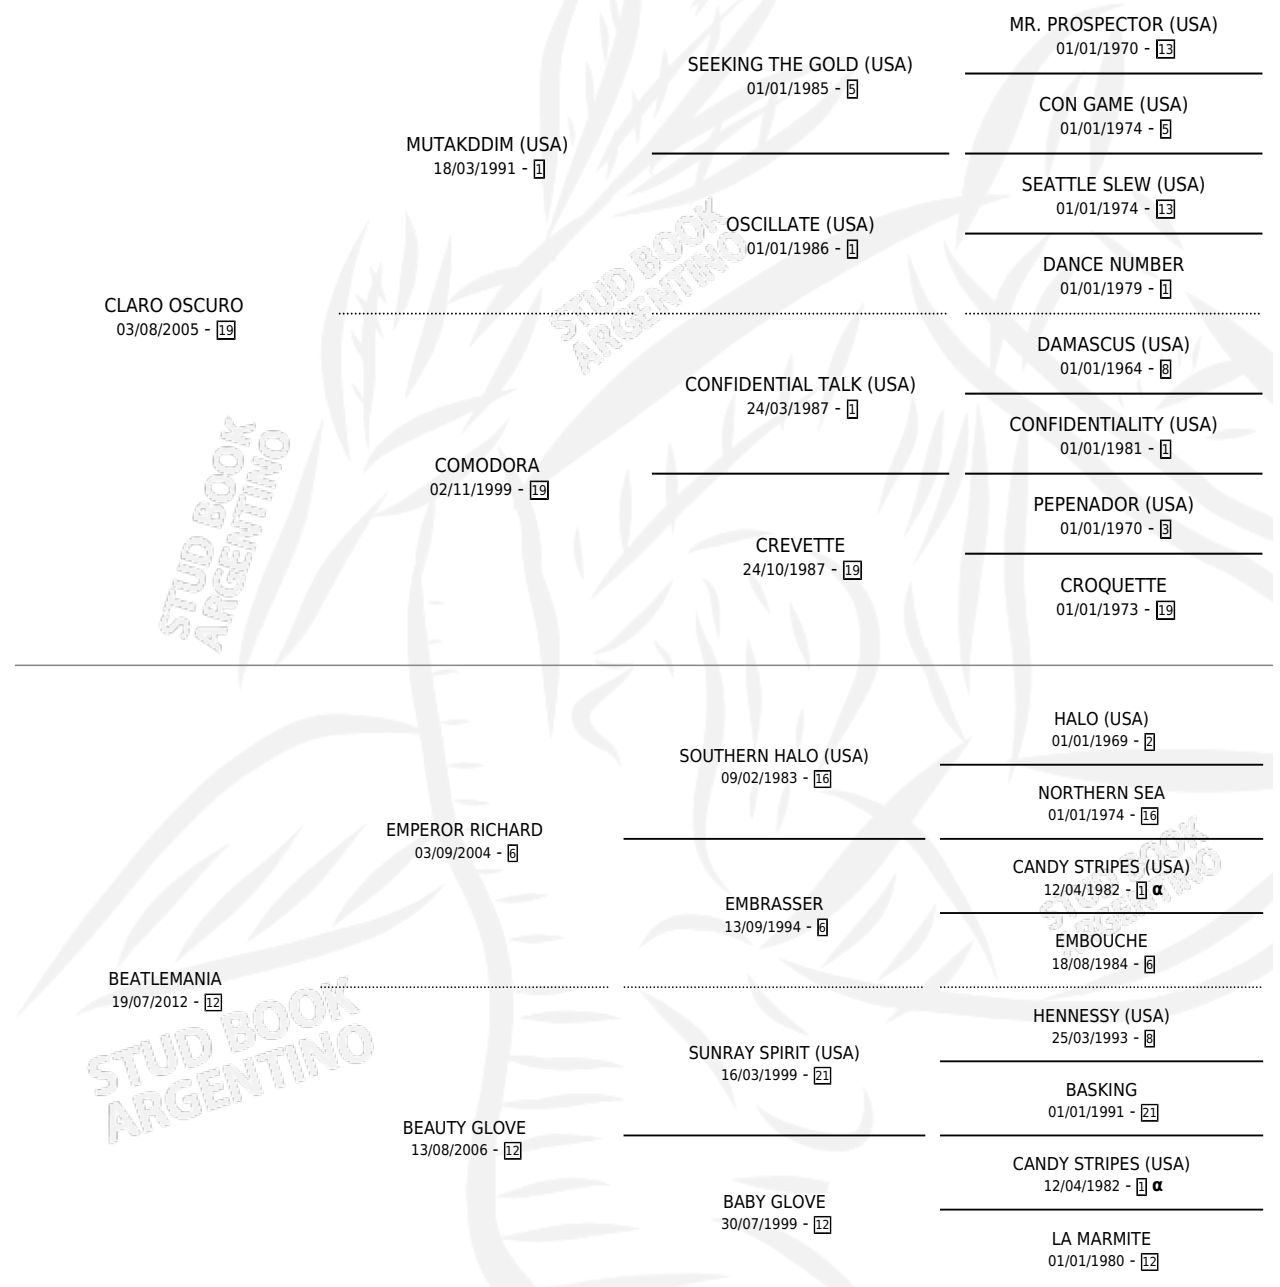 MR. PROSPECTOR (USA)
01/01/1970 - 13
SEEKING THE GOLD (USA)
01/01/1985 - 5
CON GAME (USA)
01/01/1974 - 5
MUTAKDDIM (USA)
18/03/1991 - 1
SEATTLE SLEW (USA)
01/01/1974 - 13
OSCILLATE (USA)
01/01/1986 - 1
DANCE NUMBER
01/01/1979 - 1
CLARO OSCURO
03/08/2005 - 19
DAMASCUS (USA)
01/01/1964 - 8
CONFIDENTIAL TALK (USA)
24/03/1987 - 1
CONFIDENTIALITY (USA)
01/01/1981 - 1
COMODORA
02/11/1999 - 19
PEPENADOR (USA)
01/01/1970 - 3
CREVETTE
24/10/1987 - 19
CROQUETTE
01/01/1973 - 19
HALO (USA)
01/01/1969 - 2
SOUTHERN HALO (USA)
09/02/1983 - 16
NORTHERN SEA
01/01/1974 - 16
EMPEROR RICHARD
03/09/2004 - 6
CANDY STRIPES (USA)
12/04/1982 - 1 α
EMBRASSER
13/09/1994 - 6
EMBOUCHE
18/08/1984 - 6
BEATLEMANIA
19/07/2012 - 12
HENNESSY (USA)
25/03/1993 - 8
SUNRAY SPIRIT (USA)
16/03/1999 - 21
BASKING
01/01/1991 - 21
BEAUTY GLOVE
13/08/2006 - 12
CANDY STRIPES (USA)
12/04/1982 - 1 α
BABY GLOVE
30/07/1999 - 12
LA MARMITE
01/01/1980 - 12
STUD BOOK
ARGENTINO
STUD BOOK
ARGENTINO
STUD BOOK
ARGENTINO
STUD BOOK
ARGENTINO